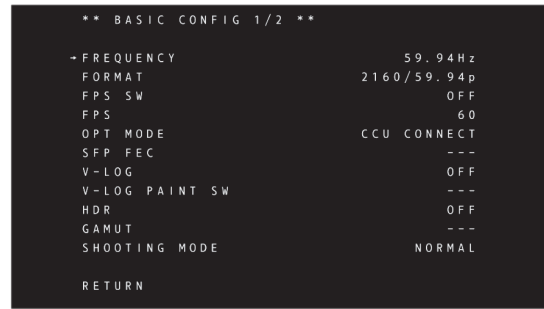 ** BASIC CONFIG 1/2 **
→FREQUENCY 59.94Hz
FORMAT 2160/59.94p
FPS SW OFF
FPS 60
OPT MODE CCU CONNECT
SFP FEC ---
V-LOG OFF
V-LOG PAINT SW ---
HDR OFF
GAMUT ---
SHOOTING MODE NORMAL
RETURN